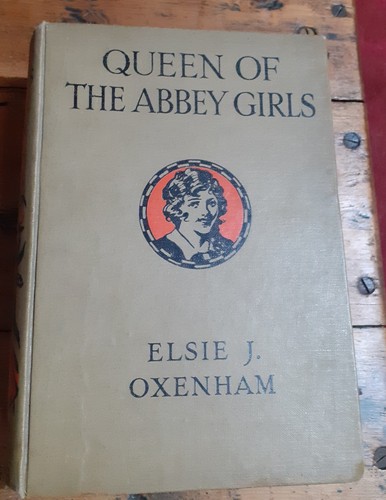 QUEEN OF
THE ABBEY GIRLS
ELSIE J.
OXENHAM